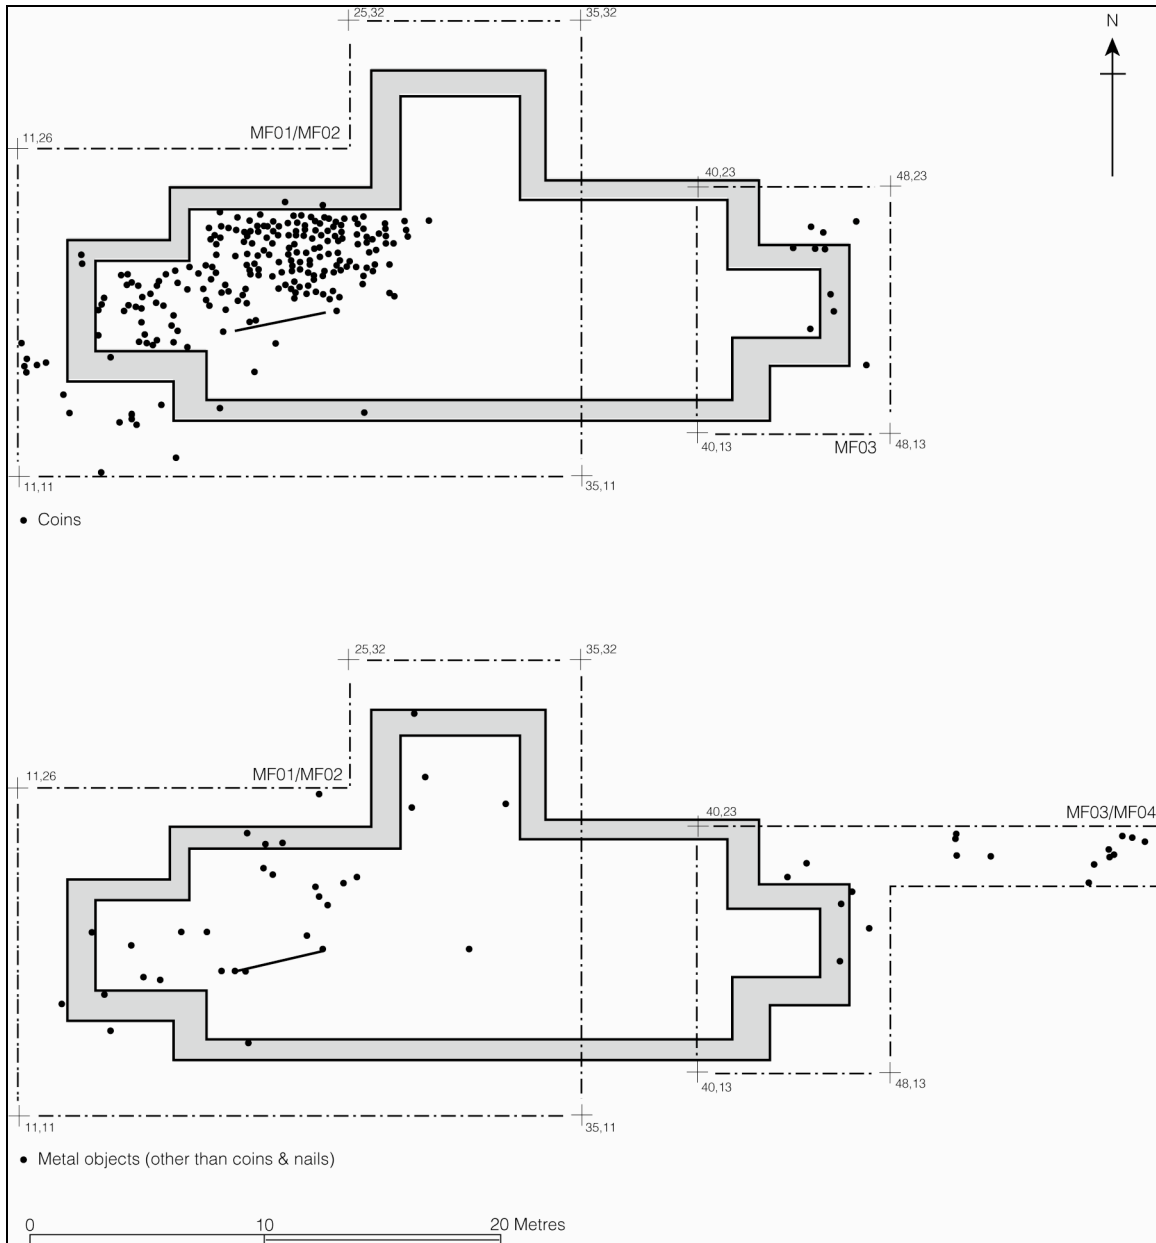 25,32
35,32
N
MF01/MF02
11,26
40,23
48,23
40,13
MF03
48,13
11,11
35,11
Coins
25,32
35,32
MF01/MF02
11,26
40,23
MF03/MF04
40,13
48,13
11,11
35,11
Metal objects (other than coins & nails)
0 10 20 Metres